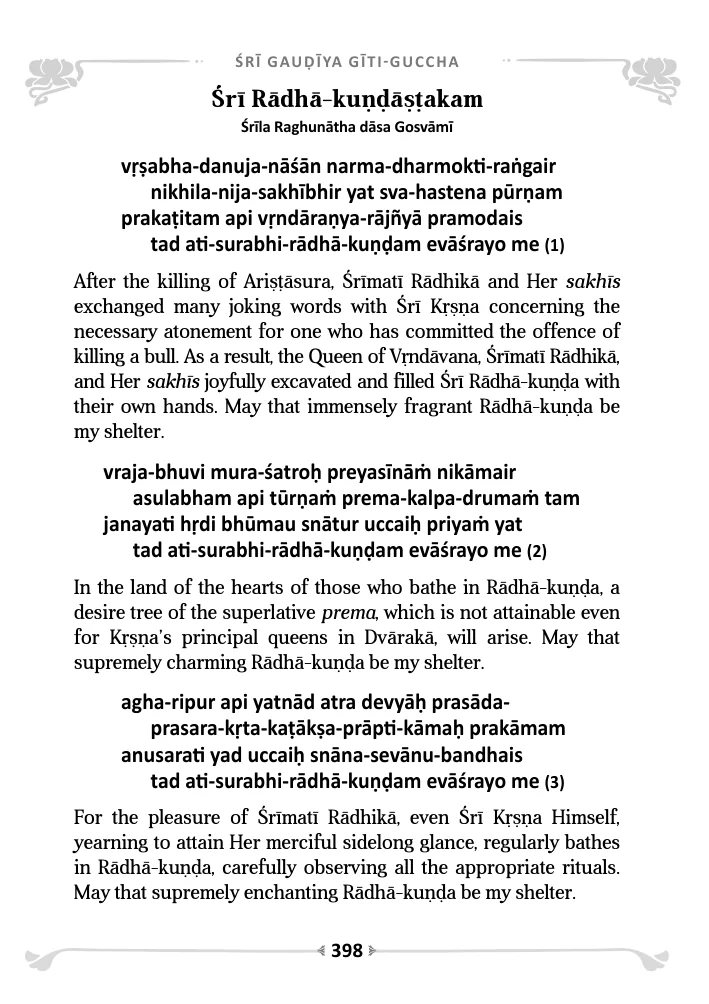 ŚRĪ GAUḌĪYA GĪTI-GUCCHA
Śrī Rādhā-kuṇḍāṣṭakam
Śrīla Raghunātha dāsa Gosvāmī
vṛṣabha-danuja-nāśān narma-dharmokti-raṅgair
nikhila-nija-sakhībhir yat sva-hastena pūrṇam
prakaṭitam api vṛndāraṇya-rājñyā pramodais
tad ati-surabhi-rādhā-kuṇḍam evāśrayo me (1)
After the killing of Ariṣṭāsura, Śrīmatī Rādhikā and Her sakhīs
exchanged many joking words with Śrī Kṛṣṇa concerning the
necessary atonement for one who has committed the offence of
killing a bull. As a result, the Queen of Vṛndāvana, Śrīmatī Rādhikā,
and Her sakhīs joyfully excavated and filled Śrī Rādhā-kuṇḍa with
their own hands. May that immensely fragrant Rādhā-kuṇḍa be
my shelter.
vraja-bhuvi mura-śatroḥ preyasīnāṁ nikāmair
asulabham api tūrṇaṁ prema-kalpa-drumaṁ tam
janayati hṛdi bhūmau snātur uccaiḥ priyaṁ yat
tad ati-surabhi-rādhā-kuṇḍam evāśrayo me (2)
In the land of the hearts of those who bathe in Rādhā-kuṇḍa, a
desire tree of the superlative prema, which is not attainable even
for Kṛṣṇa's principal queens in Dvārakā, will arise. May that
supremely charming Rādhā-kuṇḍa be my shelter.
agha-ripur api yatnād atra devyāḥ prasāda-
prasara-kṛta-kaṭākṣa-prāpti-kāmaḥ prakāmam
anusarati yad uccaiḥ snāna-sevānu-bandhais
tad ati-surabhi-rādhā-kuṇḍam evāśrayo me (3)
For the pleasure of Śrīmatī Rādhikā, even Śrī Kṛṣṇa Himself,
yearning to attain Her merciful sidelong glance, regularly bathes
in Rādhā-kuṇḍa, carefully observing all the appropriate rituals.
May that supremely enchanting Rādhā-kuṇḍa be my shelter.
398